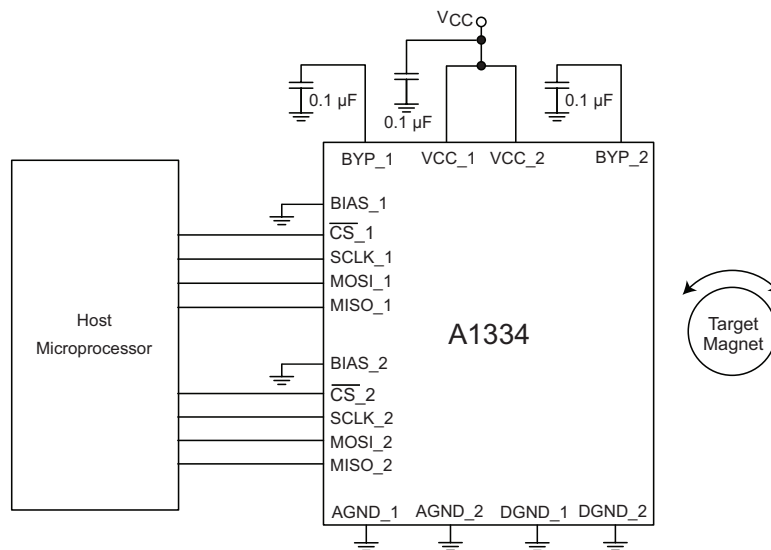 VCC
0.1 µF
0.1 µF
0.1 µF
BYP_1
VCC_1
VCC_2
BYP_2
BIAS_1
CS_1
SCLK_1
MOSI_1
MISO_1
Host
Microprocessor
A1334
Target
Magnet
BIAS_2
CS_2
SCLK_2
MOSI_2
MISO_2
AGND_1
AGND_2
DGND_1
DGND_2